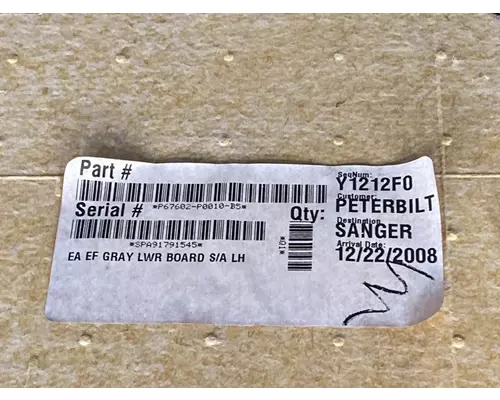 Part #
*P67602-P0010-B5*
Serial #
*SPA91791545*
EA EF GRAY LWR BOARD S/A LH
Qty:
*01*
SeqNum:
Y1212F0
Customer:
PETERBILT
Destination
SANGER
Arrival Date:
12/22/2008